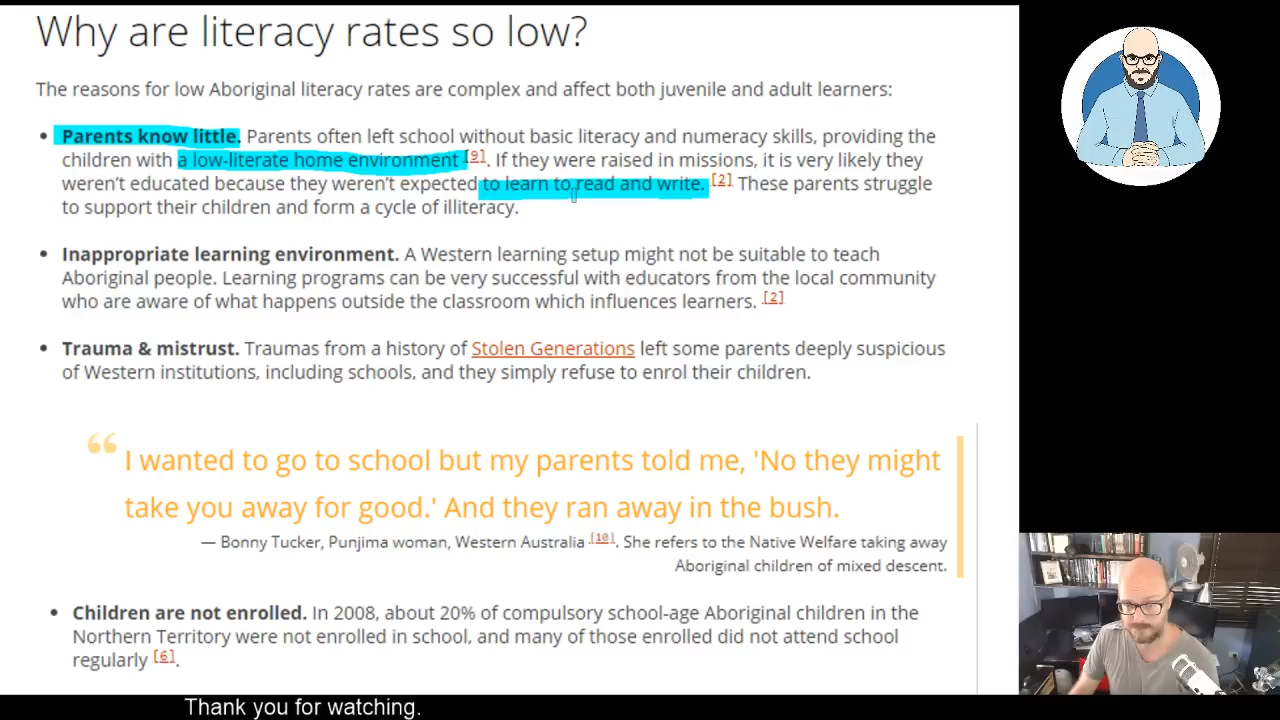 Why are literacy rates so low?
The reasons for low Aboriginal literacy rates are complex and affect both juvenile and adult learners:
• Parents know little. Parents often left school without basic literacy and numeracy skills, providing the
children with a low-literate home environment [9]. If they were raised in missions, it is very likely they
weren't educated because they weren't expected to learn to read and write. [2] These parents struggle
to support their children and form a cycle of illiteracy.
• Inappropriate learning environment. A Western learning setup might not be suitable to teach
Aboriginal people. Learning programs can be very successful with educators from the local community
who are aware of what happens outside the classroom which influences learners. [2]
• Trauma & mistrust. Traumas from a history of Stolen Generations left some parents deeply suspicious
of Western institutions, including schools, and they simply refuse to enrol their children.
“ I wanted to go to school but my parents told me, 'No they might
take you away for good.' And they ran away in the bush.
— Bonny Tucker, Punjima woman, Western Australia [10]. She refers to the Native Welfare taking away
Aboriginal children of mixed descent.
• Children are not enrolled. In 2008, about 20% of compulsory school-age Aboriginal children in the
Northern Territory were not enrolled in school, and many of those enrolled did not attend school
regularly [6].
Thank you for watching.